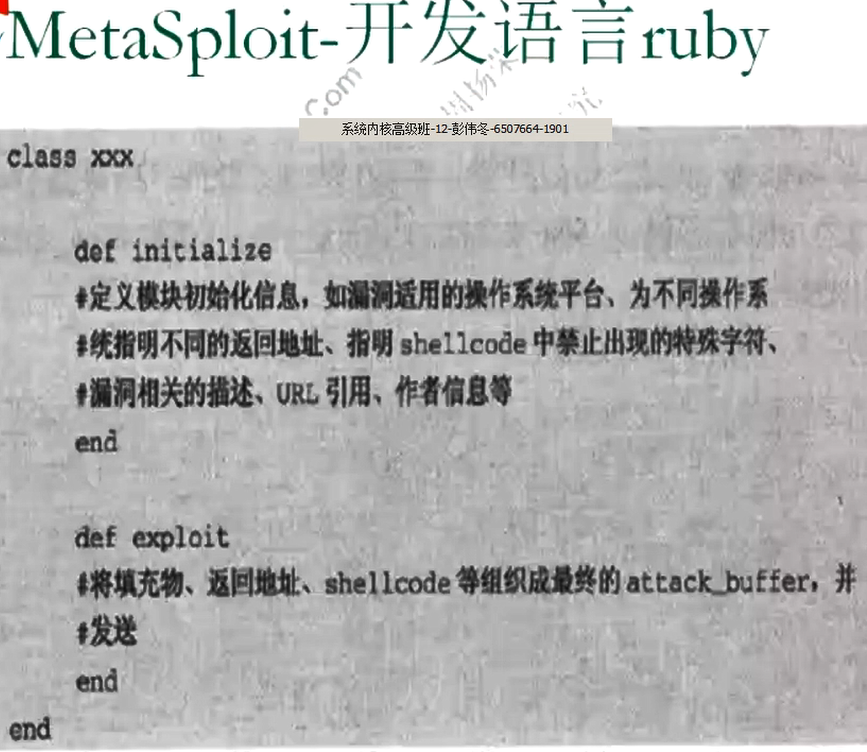 MetaSploit-开发语言ruby
.Com
系统内核高级班-12-彭伟冬-6507664-1901
class xxx
def initialize
#定义模块初始化信息，如漏洞适用的操作系统平台、为不同操作系
#统指明不同的返回地址、指明 shellcode 中禁止出现的特殊字符、
#漏洞相关的描述、URL 引用、作者信息等
end
def exploit
#将填充物、返回地址、shellcode 等组织成最终的 attack_buffer，并
#发送
end
end